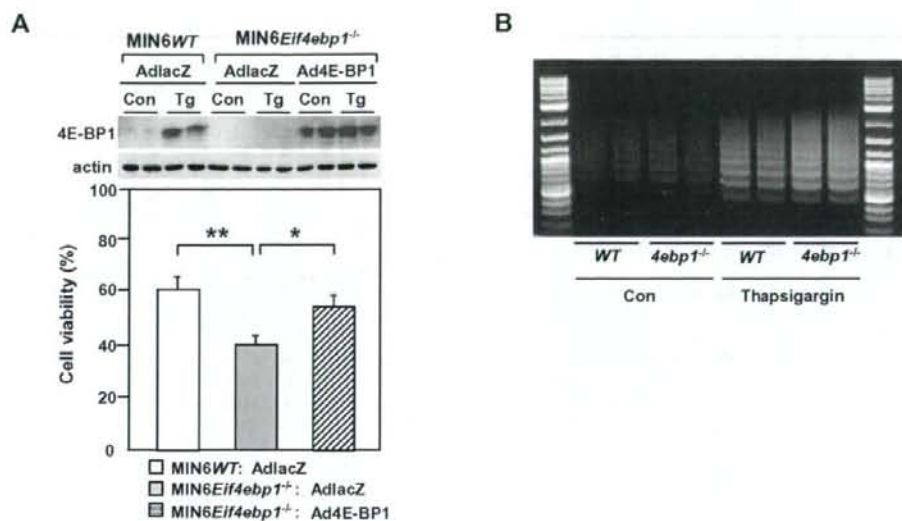 A
MIN6WT MIN6Eif4ebp1-/-
AdlacZ AdlacZ Ad4E-BP1
Con Tg Con Tg Con Tg
4E-BP1
actin
100
80
60
40
20
0
Cell viability (%)
** *
MIN6WT: AdlacZ
MIN6Eif4ebp1-/-: AdlacZ
MIN6Eif4ebp1-/-: Ad4E-BP1
B
WT 4ebp1-/- WT 4ebp1-/-
Con Thapsigargin